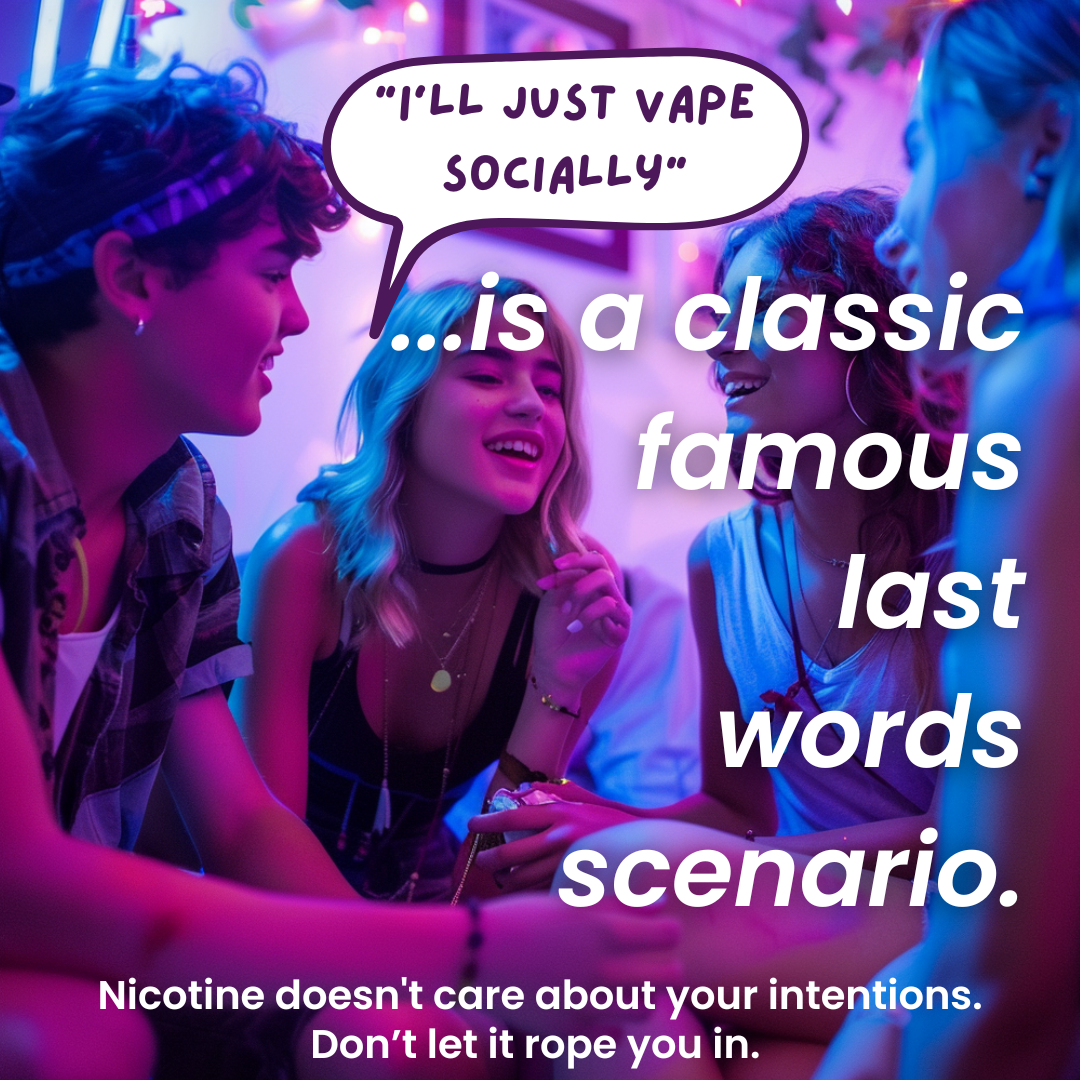 "I'LL JUST VAPE
SOCIALLY"
...is a classic
famous
last
words
scenario.
Nicotine doesn't care about your intentions.
Don’t let it rope you in.